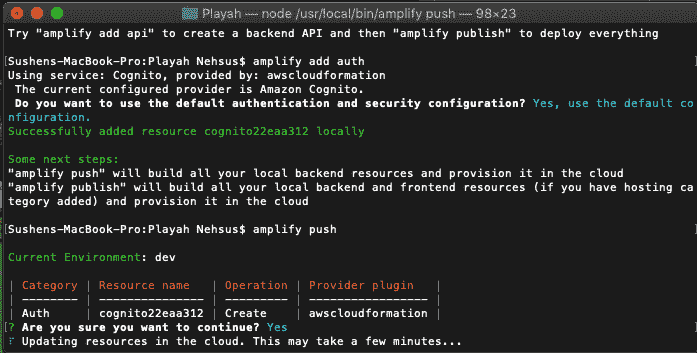 Playah — node /usr/local/bin/amplify push — 98×23
Try "amplify add api" to create a backend API and then "amplify publish" to deploy everything
[Sushens-MacBook-Pro:Playah Nehsus$ amplify add auth
Using service: Cognito, provided by: awscloudformation
The current configured provider is Amazon Cognito.
Do you want to use the default authentication and security configuration? Yes, use the default co
nfiguration.
Successfully added resource cognito22eaa312 locally
Some next steps:
"amplify push" will build all your local backend resources and provision it in the cloud
"amplify publish" will build all your local backend and frontend resources (if you have hosting ca
tegory added) and provision it in the cloud
[Sushens-MacBook-Pro:Playah Nehsus$ amplify push ]
Current Environment: dev
| Category | Resource name | Operation | Provider plugin |
| -------- | --------------- | --------- | ----------------- |
| Auth | cognito22eaa312 | Create | awscloudformation |
[? Are you sure you want to continue? Yes
Updating resources in the cloud. This may take a few minutes...